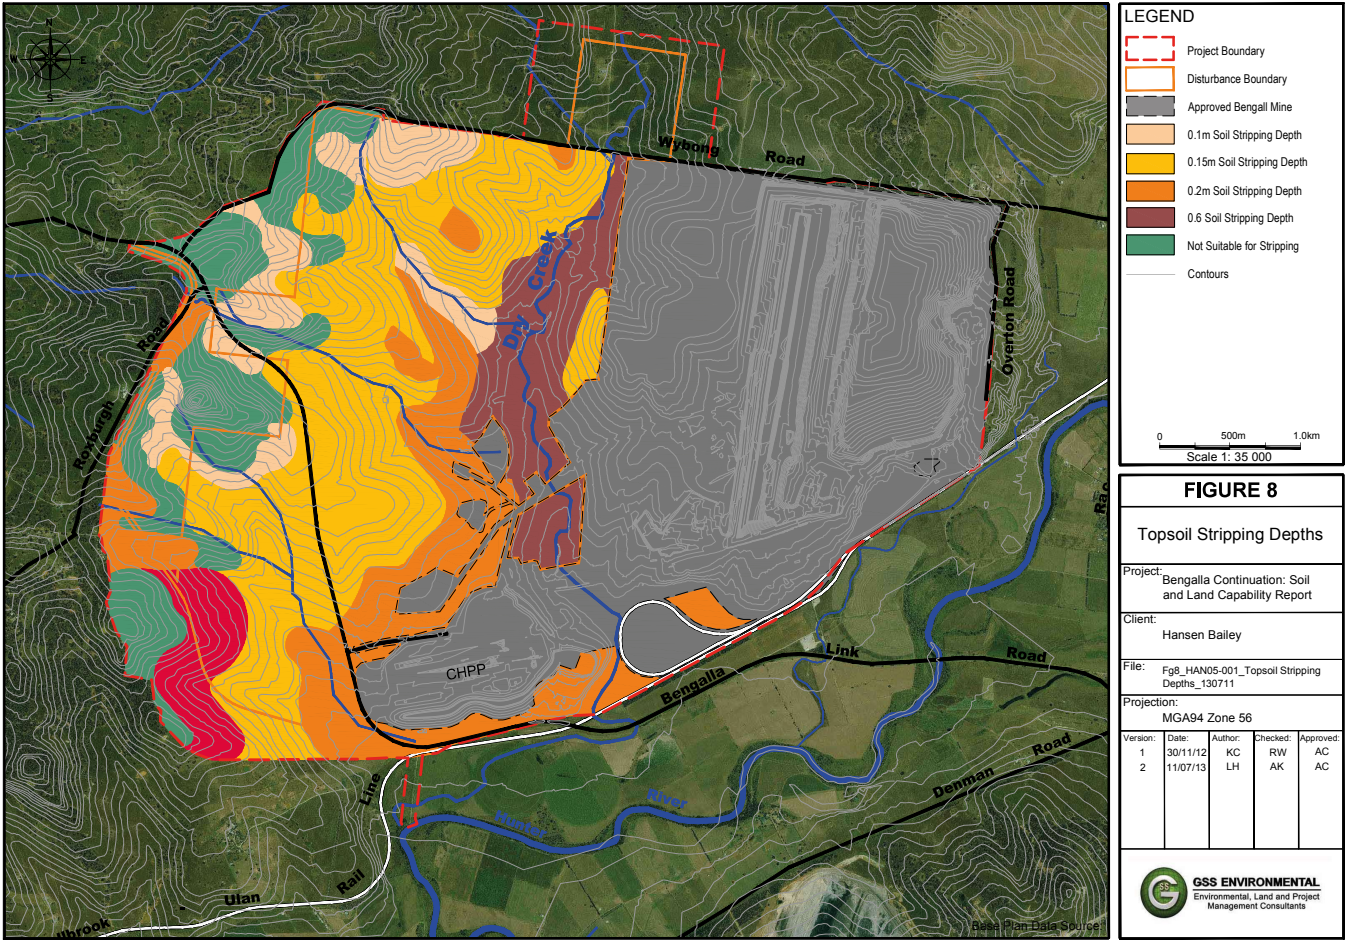 N
W
E
S
Wybong
Road
Dry Creek
Overton Road
Roxburgh
Road
CHPP
Bengalla
Link
Road
Denman
Road
Hunter
River
Line
Rail
Ulan
llbrook
Rac
Base Plan Data Source:
LEGEND
Project Boundary
Disturbance Boundary
Approved Bengall Mine
0.1m Soil Stripping Depth
0.15m Soil Stripping Depth
0.2m Soil Stripping Depth
0.6 Soil Stripping Depth
Not Suitable for Stripping
Contours
0 500m 1.0km
Scale 1: 35 000
FIGURE 8
Topsoil Stripping Depths
Project:
Bengalla Continuation: Soil
and Land Capability Report
Client:
Hansen Bailey
File:
Fg8_HAN05-001_Topsoil Stripping
Depths_130711
Projection:
MGA94 Zone 56
Version: Date: Author: Checked: Approved:
1 30/11/12 KC RW AC
2 11/07/13 LH AK AC
GSS
GSS ENVIRONMENTAL
Environmental, Land and Project
Management Consultants